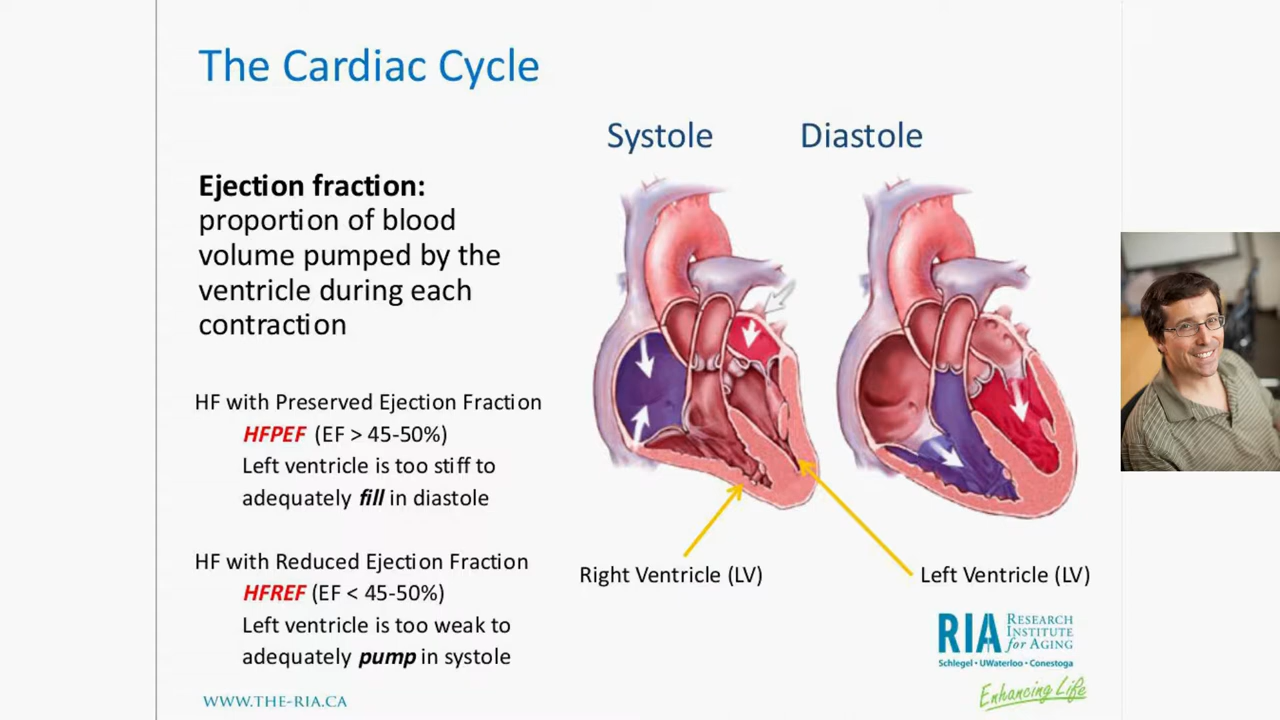 The Cardiac Cycle
Systole
Diastole
Ejection fraction:
proportion of blood
volume pumped by the
ventricle during each
contraction
HF with Preserved Ejection Fraction
HFPEF (EF > 45-50%)
Left ventricle is too stiff to
adequately fill in diastole
HF with Reduced Ejection Fraction
HFREF (EF < 45-50%)
Left ventricle is too weak to
adequately pump in systole
Right Ventricle (LV)
Left Ventricle (LV)
RIA
RESEARCH
INSTITUTE
for AGING
Schlegel • UWaterloo • Conestoga
Enhancing Life
WWW.THE-RIA.CA